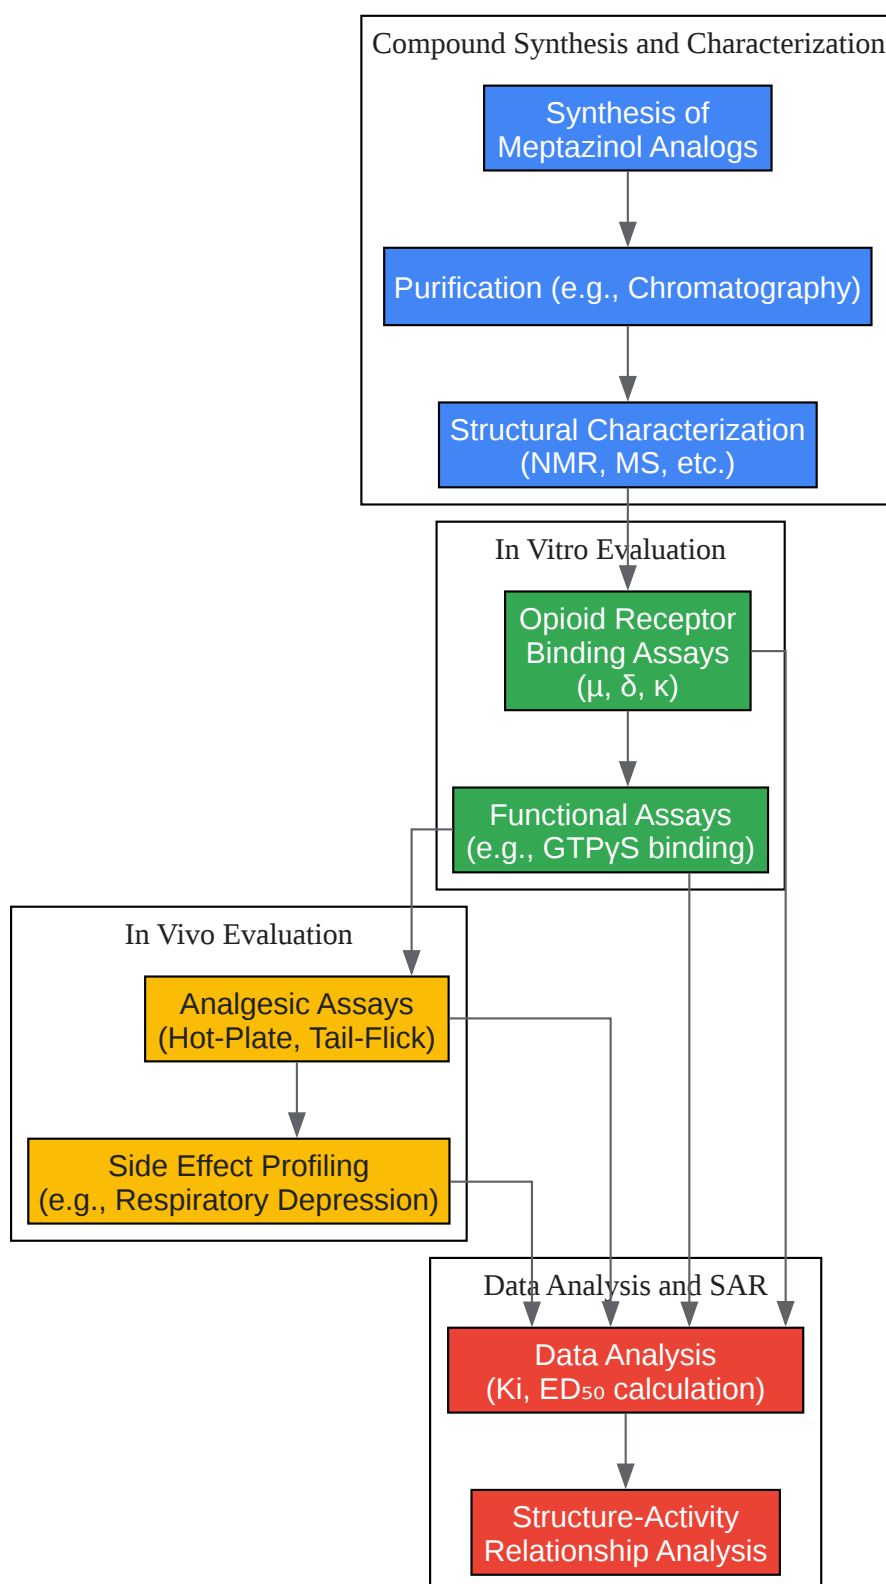 Compound Synthesis and Characterization
Synthesis of
Meptazinol Analogs
Purification (e.g., Chromatography)
Structural Characterization
(NMR, MS, etc.)
In Vitro Evaluation
Opioid Receptor
Binding Assays
(μ, δ, κ)
Functional Assays
(e.g., GTPγS binding)
In Vivo Evaluation
Analgesic Assays
(Hot-Plate, Tail-Flick)
Side Effect Profiling
(e.g., Respiratory Depression)
Data Analysis and SAR
Data Analysis
(Ki, ED₅₀ calculation)
Structure-Activity
Relationship Analysis